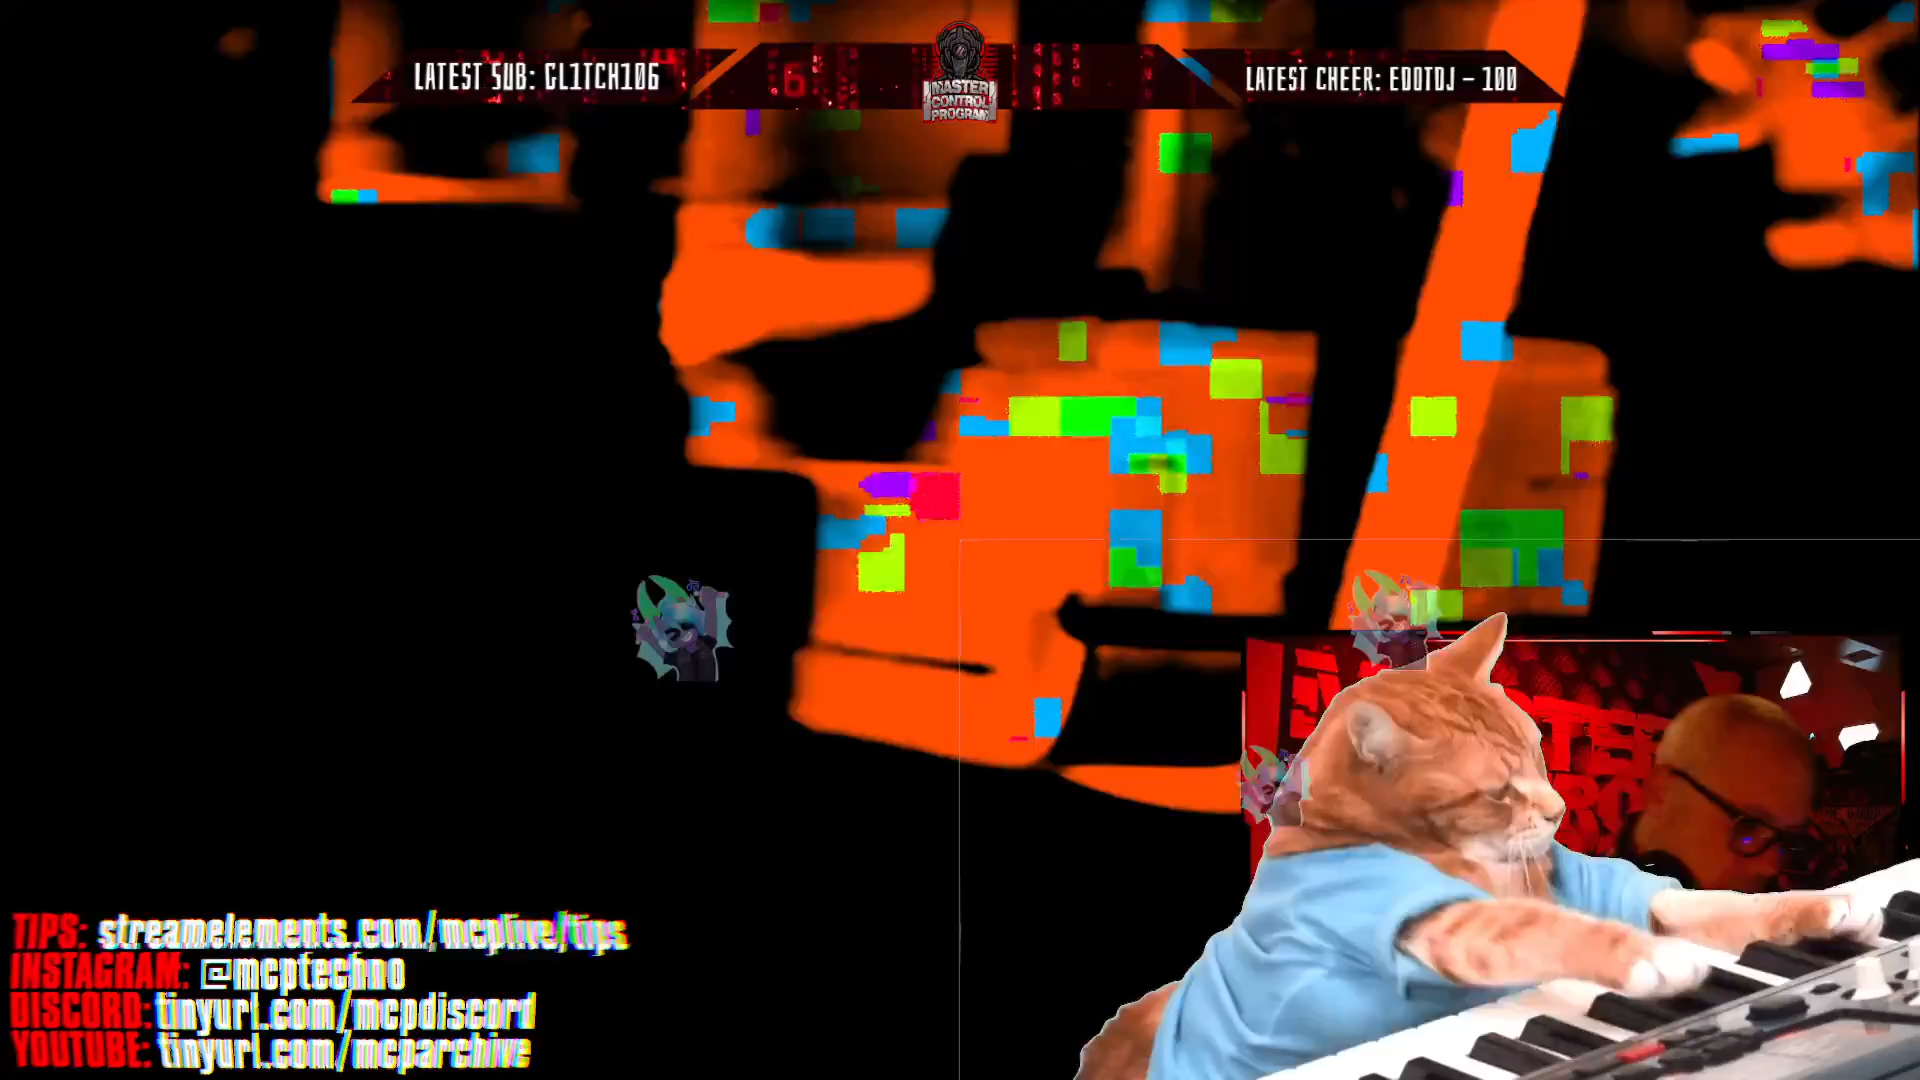 LATEST SUB: GL1TCH106
MASTER
CONTROL
PROGRAM
LATEST CHEER: EDOTDJ - 100
TIPS: streamelements.com/mcplive/tips
INSTAGRAM: @mcptechno
DISCORD: tinyurl.com/mcpdiscord
YOUTUBE: tinyurl.com/mcparchive